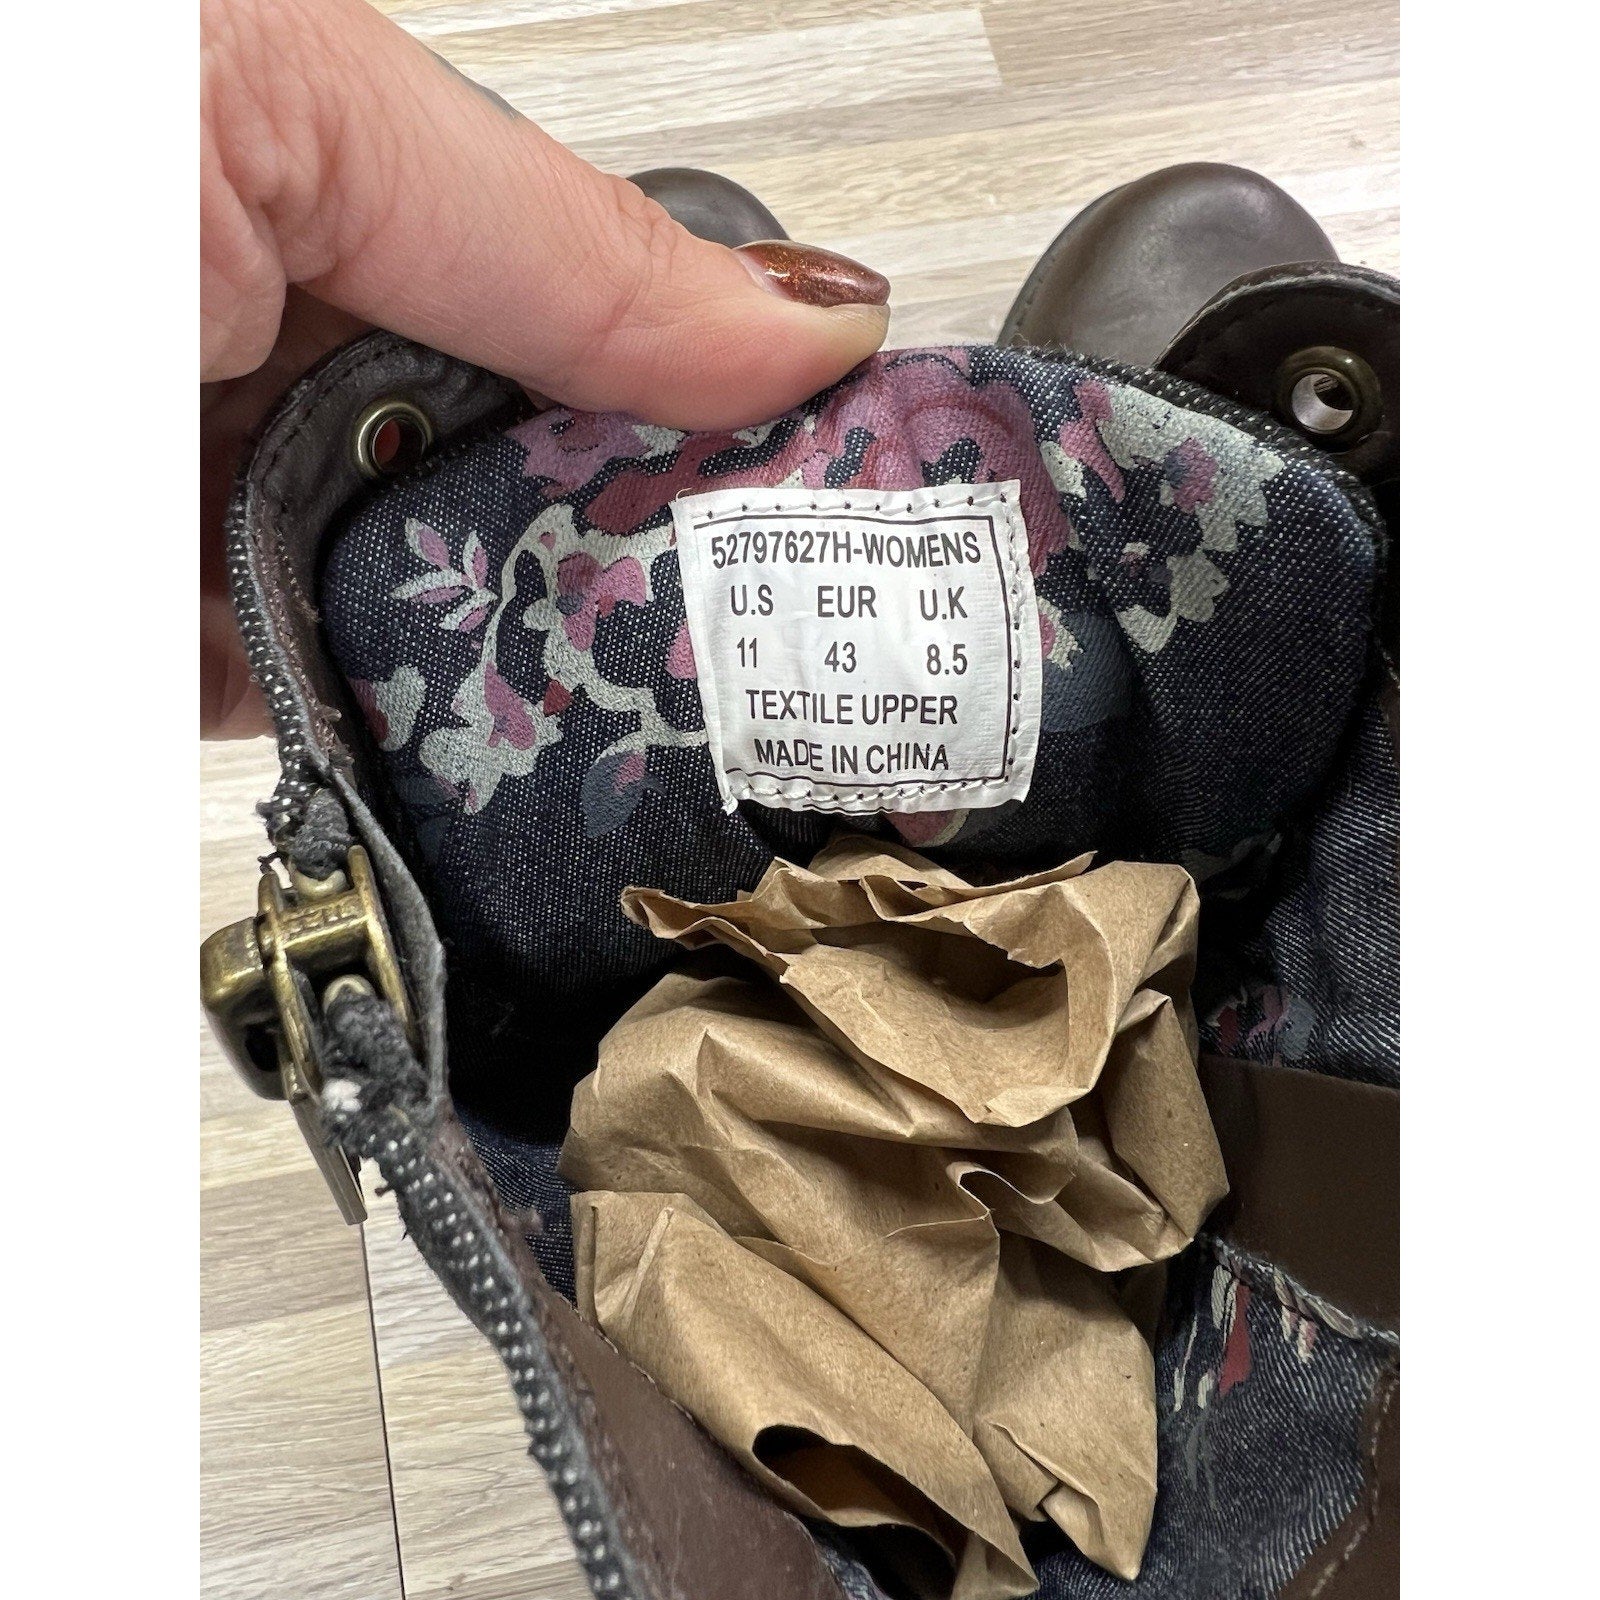 52797627H-WOMENS
U.S EUR U.K
11 43 8.5
TEXTILE UPPER
MADE IN CHINA